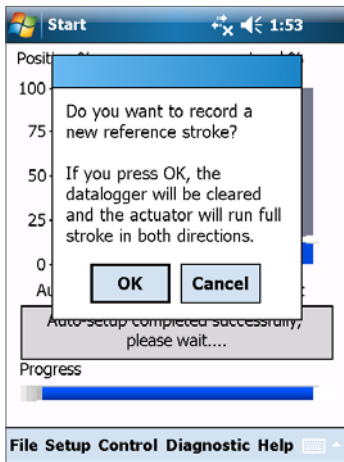 Start 1:53
Posit
100
75
50
25
0
Do you want to record a
new reference stroke?
If you press OK, the
datalogger will be cleared
and the actuator will run full
stroke in both directions.
OK Cancel
Auto-setup completed successfully,
please wait....
Progress
File Setup Control Diagnostic Help